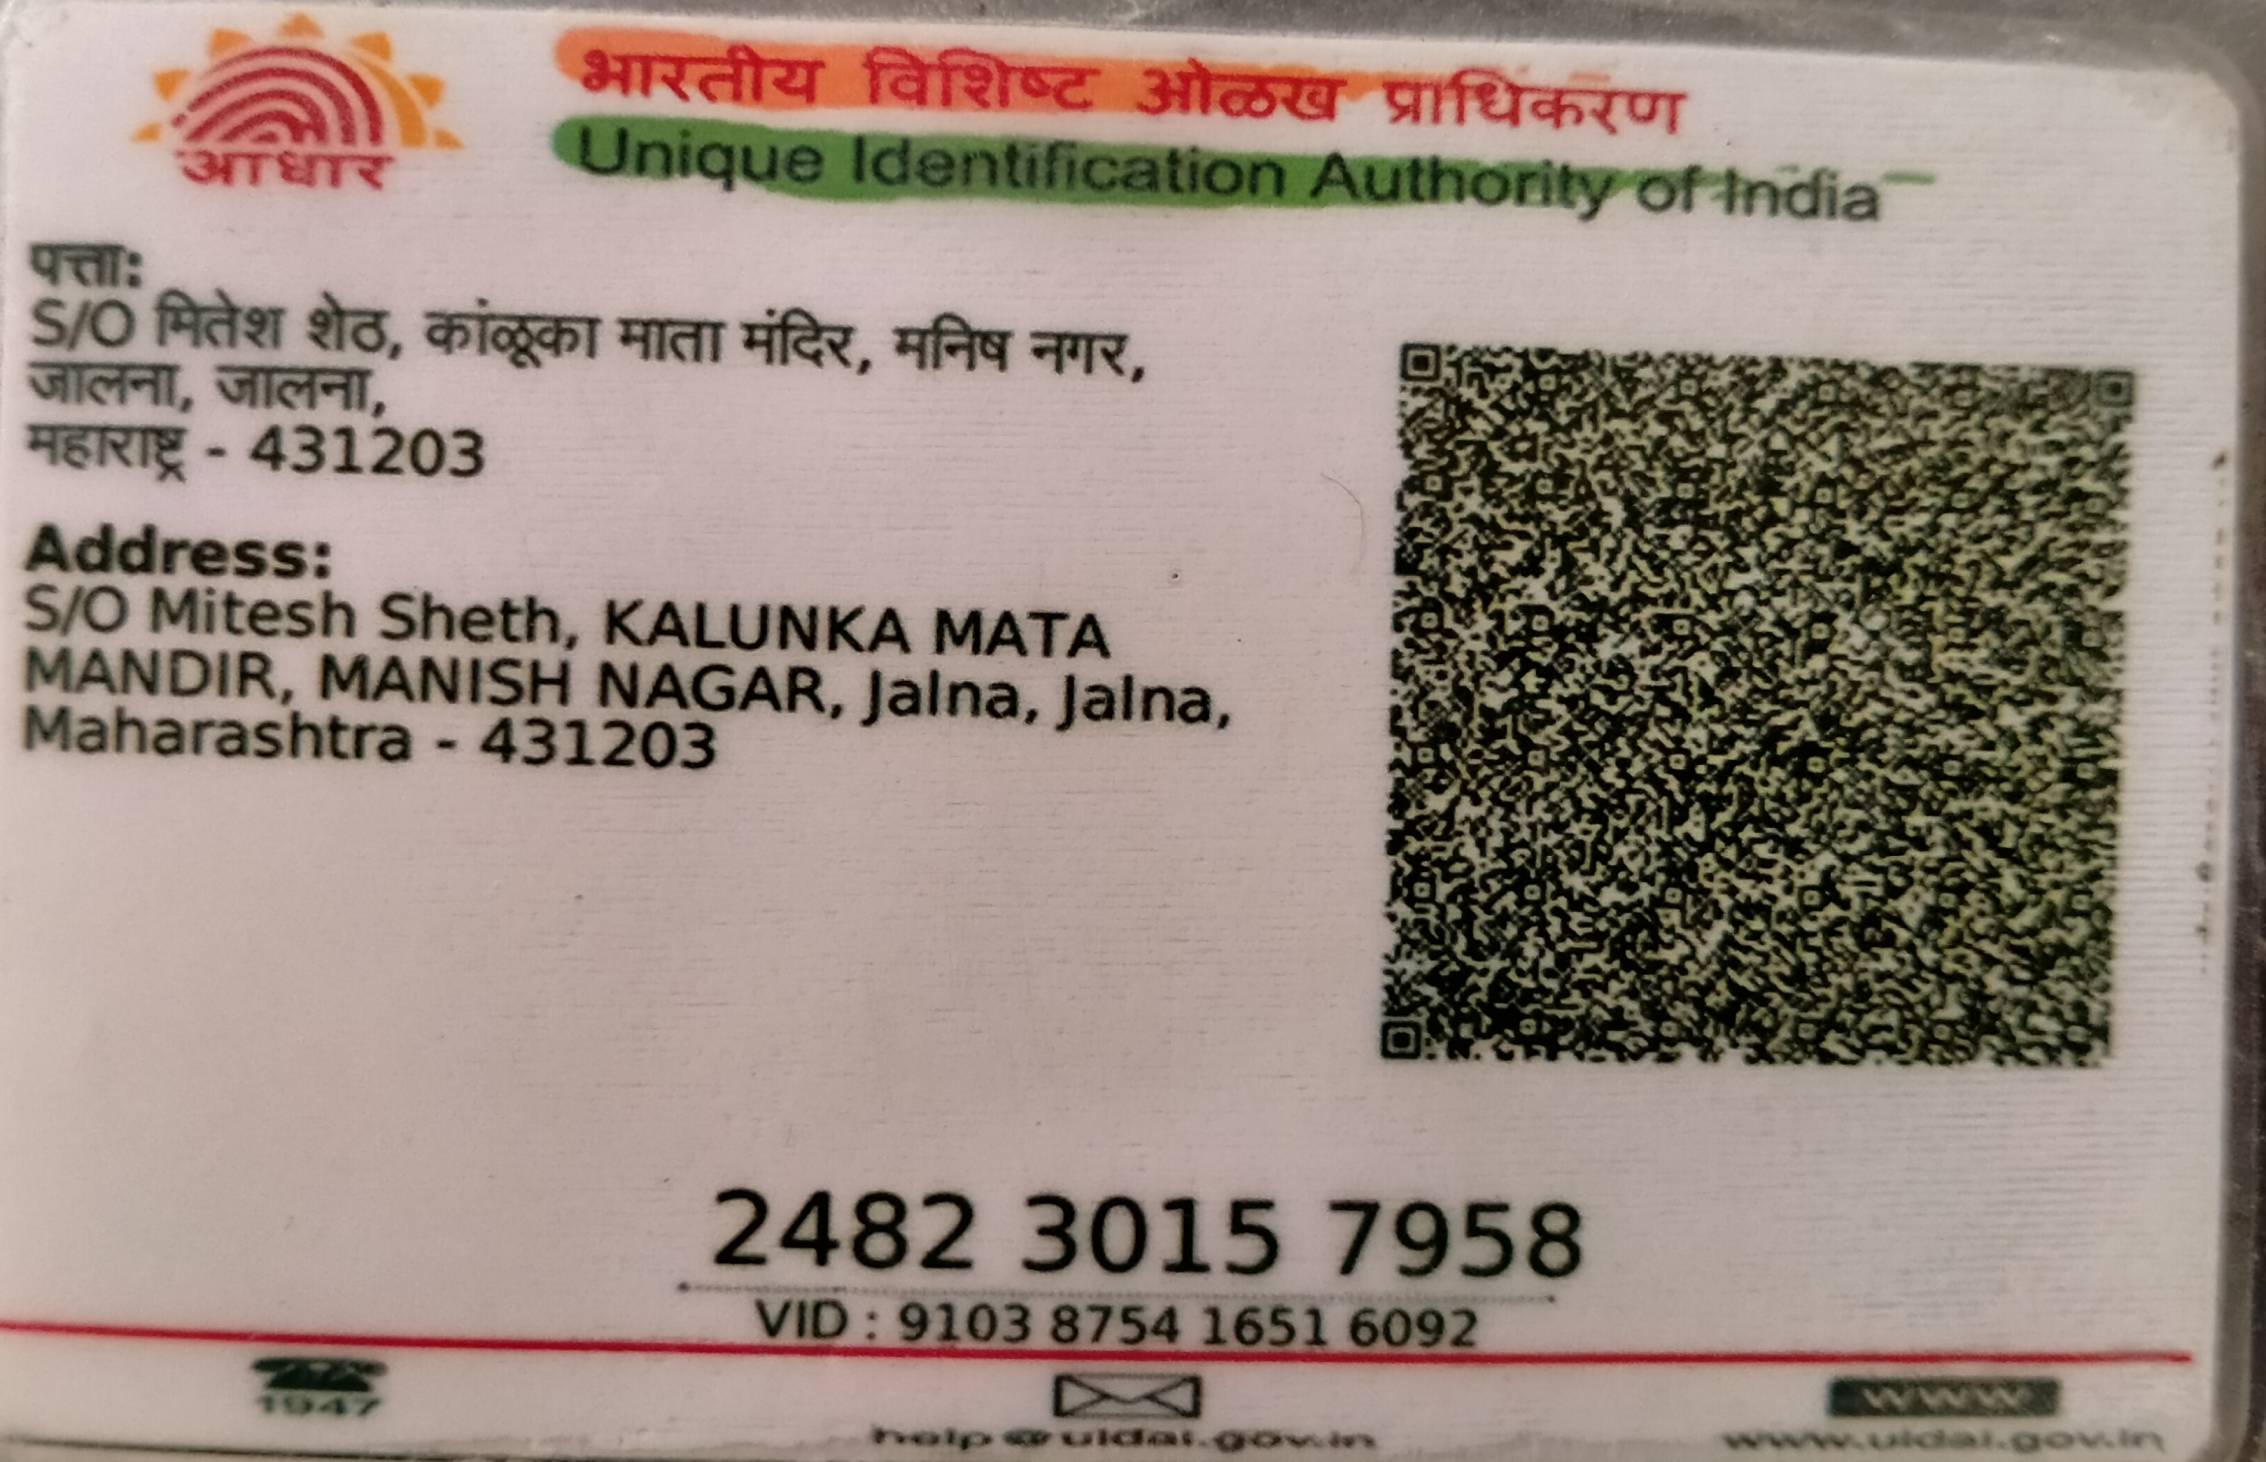 आधार
भारतीय विशिष्ट ओळख प्राधिकरण
Unique Identification Authority of India
पत्ता:
S/O मितेश शेठ, कांळूका माता मंदिर, मनिष नगर,
जालना, जालना,
महाराष्ट्र - 431203
Address:
S/O Mitesh Sheth, KALUNKA MATA
MANDIR, MANISH NAGAR, Jalna, Jalna,
Maharashtra - 431203
2482 3015 7958
VID : 9103 8754 1651 6092
1947
help@uidai.gov.in
WWW
www.uidai.gov.in